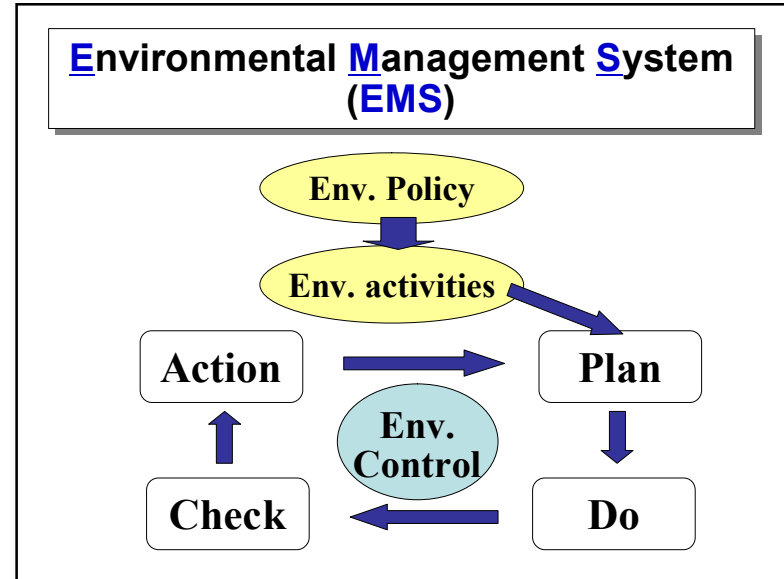 Environmental Management System
(EMS)
Env. Policy
Env. activities
Action
Plan
Env.
Control
Check
Do